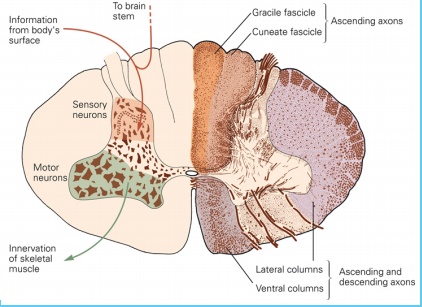 To brain
stem
Information
from body's
surface
Gracile fascicle
Cuneate fascicle
Ascending axons
Sensory
neurons
Motor
neurons
Innervation
of skeletal
muscle
Lateral columns
Ventral columns
Ascending and
descending axons